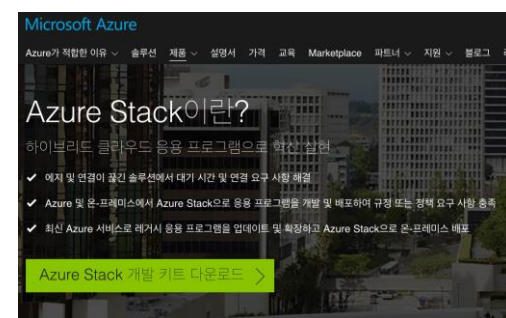 Microsoft Azure
Azure가 적합한 이유 솔루션 제품 설명서 가격 교육 Marketplace 파트너 지원 블로그
Azure Stack이란?
하이브리드 클라우드 응용 프로그램으로 혁신 실현
✓ 에지 및 연결이 끊긴 솔루션에서 대기 시간 및 연결 요구 사항 해결
✓ Azure 및 온-프레미스에서 Azure Stack으로 응용 프로그램을 개발 및 배포하여 규정 또는 정책 요구 사항 충족
✓ 최신 Azure 서비스로 레거시 응용 프로그램을 업데이트 및 확장하고 Azure Stack으로 온-프레미스 배포
Azure Stack 개발 키트 다운로드